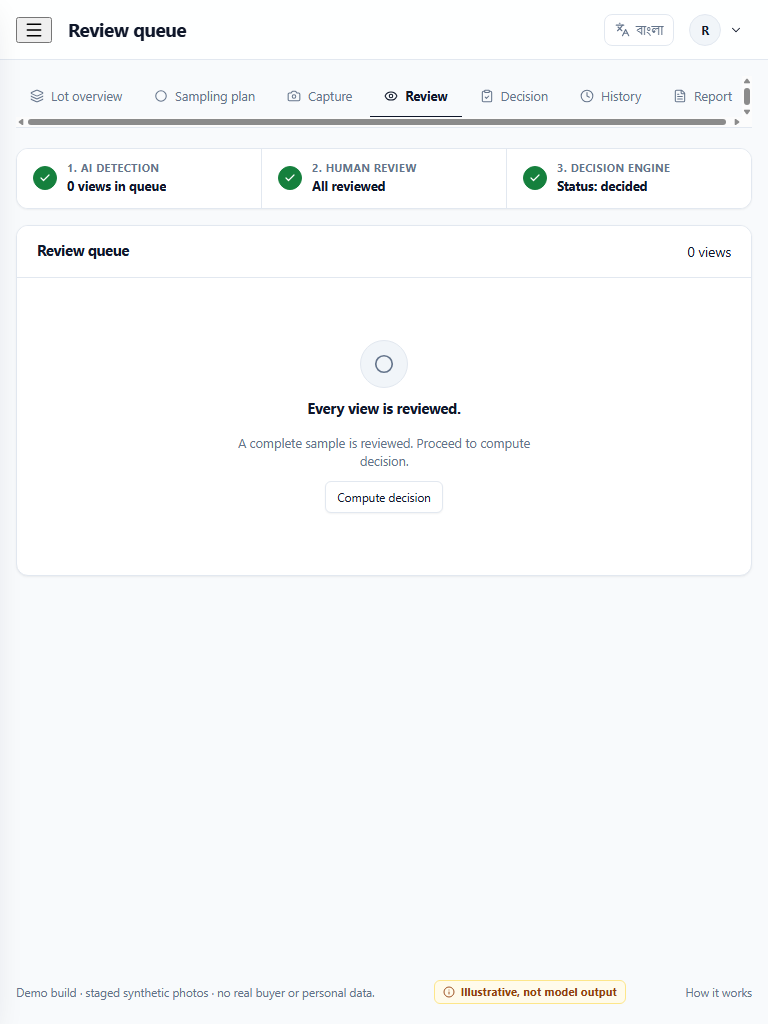 Review queue
বাংলা
R
Lot overview
Sampling plan
Capture
Review
Decision
History
Report
1. AI DETECTION
0 views in queue
2. HUMAN REVIEW
All reviewed
3. DECISION ENGINE
Status: decided
Review queue
0 views
Every view is reviewed.
A complete sample is reviewed. Proceed to compute
decision.
Compute decision
Demo build · staged synthetic photos · no real buyer or personal data.
Illustrative, not model output
How it works